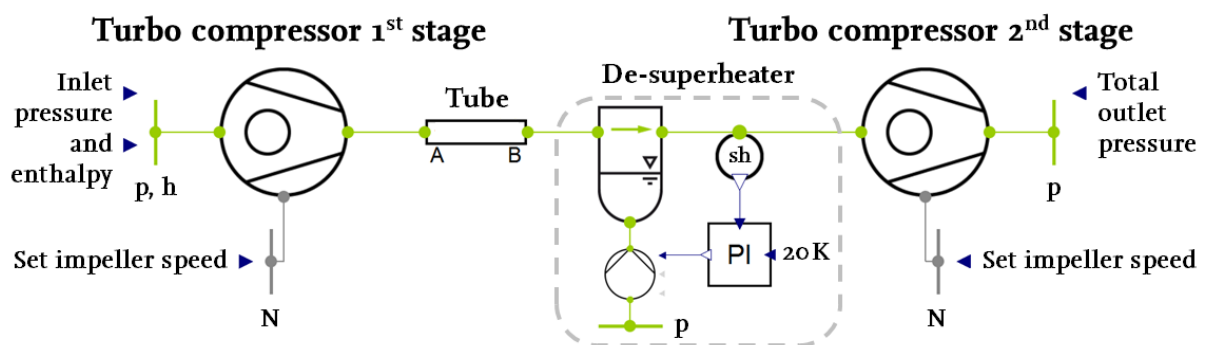 Turbo compressor 1st stage
Turbo compressor 2nd stage
Inlet
pressure
and
enthalpy
p, h
Tube
A
B
De-superheater
sh
Total
outlet
pressure
p
PI
20K
Set impeller speed
N
p
Set impeller speed
N